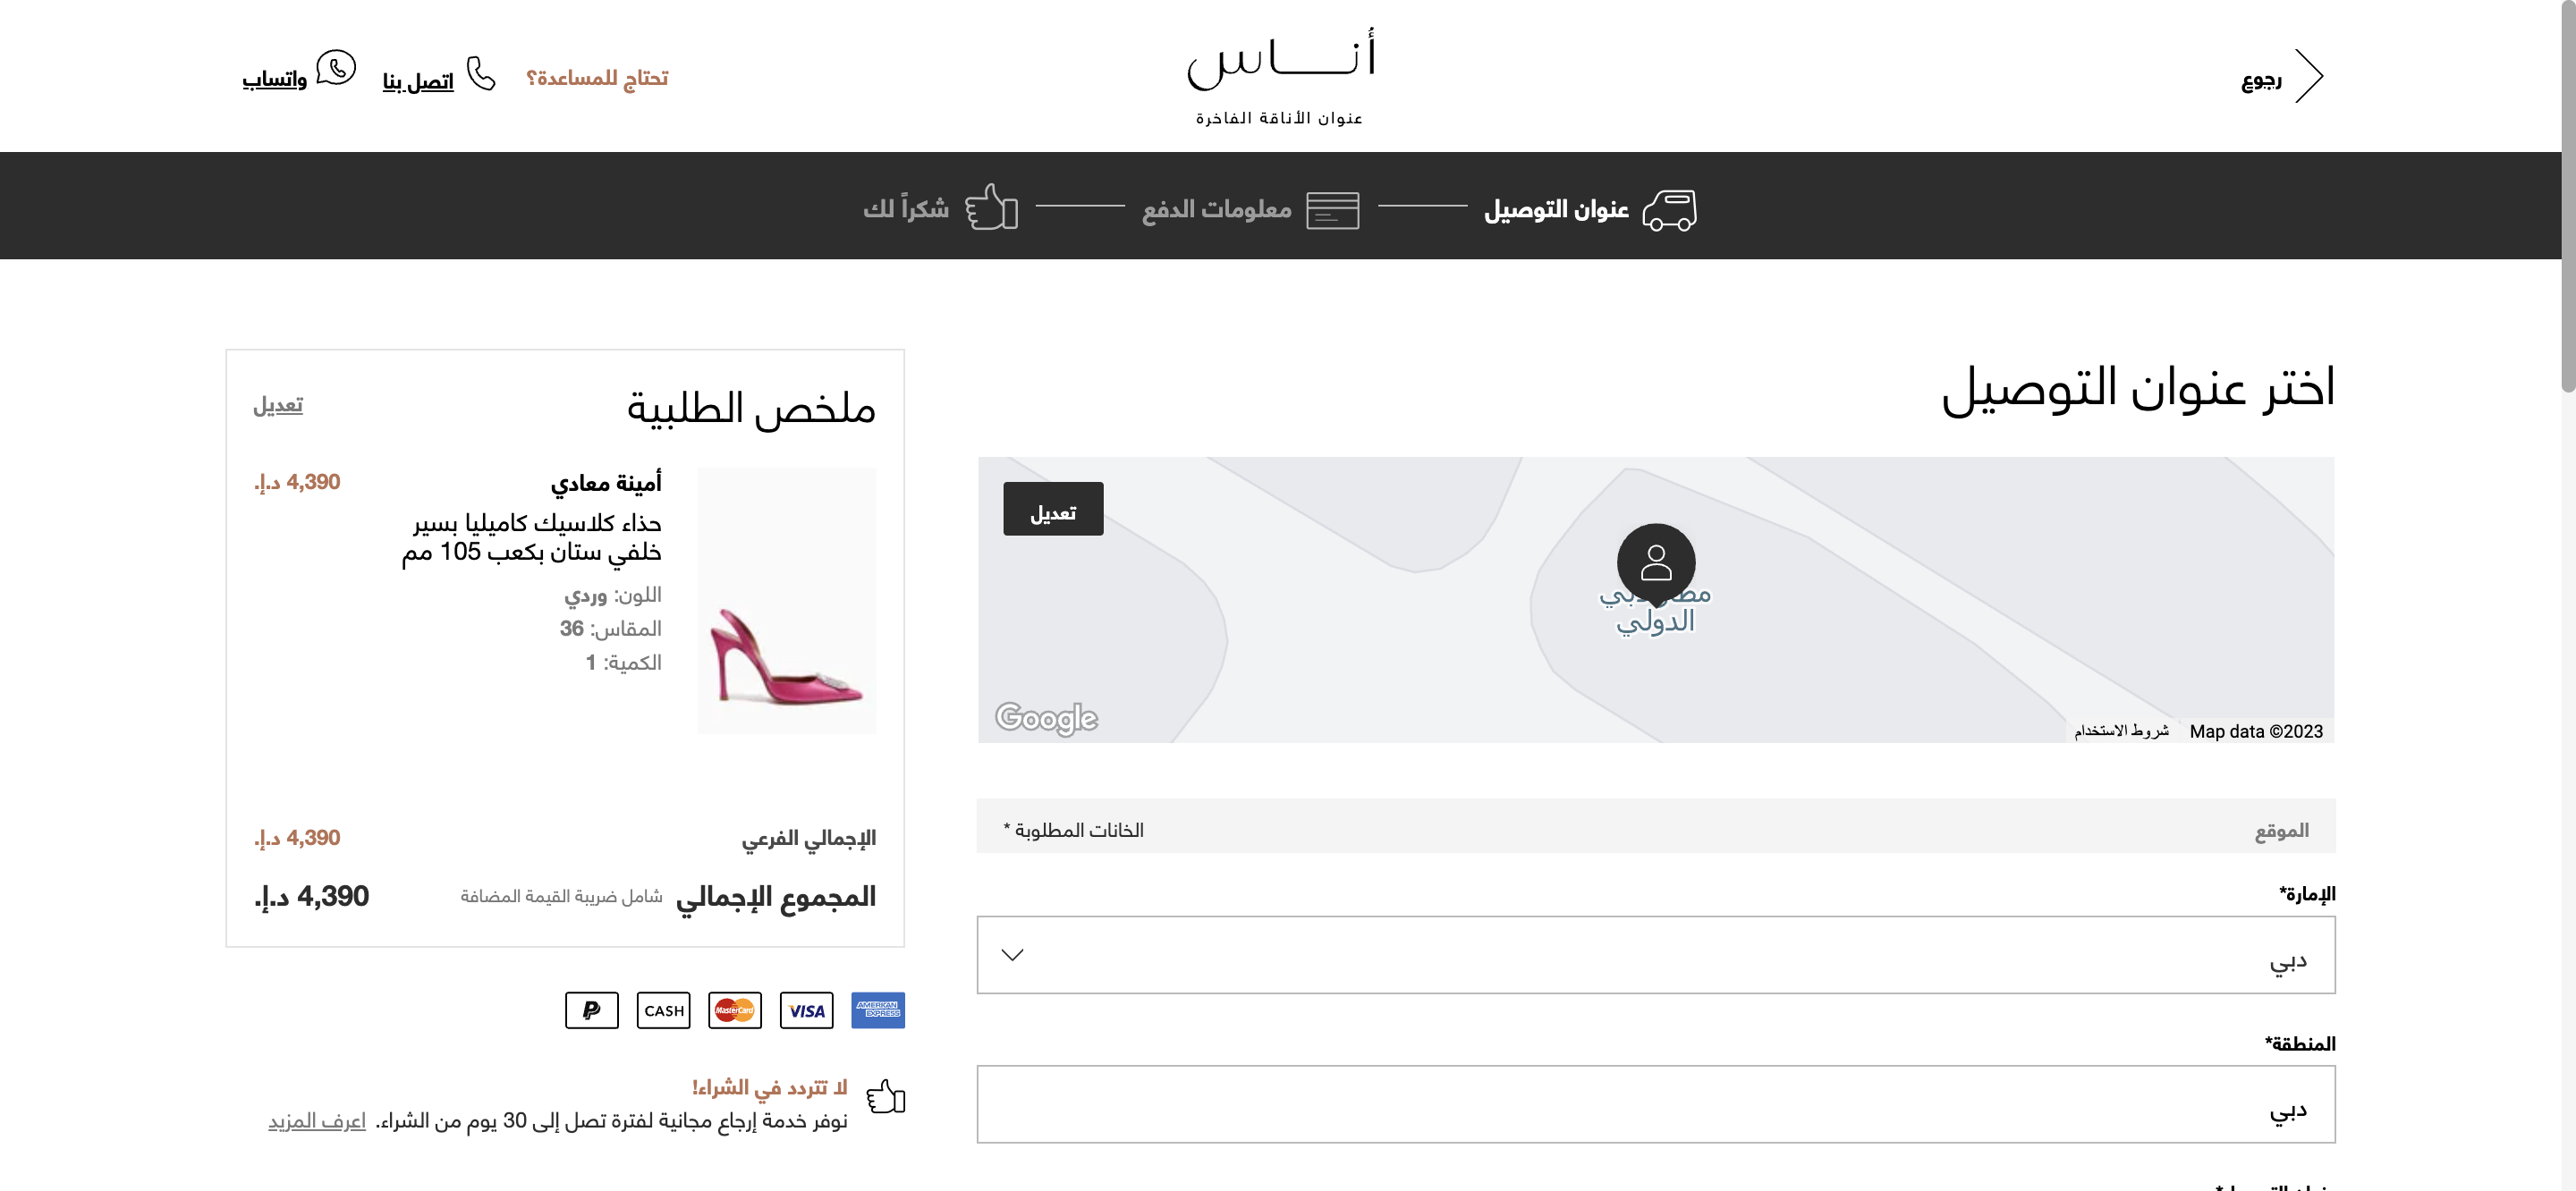 رجوع
أنـــاس
عنوان الأناقة الفاخرة
تحتاج للمساعدة؟
اتصل بنا
واتساب
عنوان التوصيل
معلومات الدفع
شكراً لك
اختر عنوان التوصيل
تعديل
الدولي
Google
Map data ©2023
شروط الاستخدام
الموقع
الخانات المطلوبة *
الإمارة*
دبي
المنطقة*
دبي
ملخص الطلبية
تعديل
أمينة معادي
4,390 د.إ.
حذاء كلاسيك كاميليا بسير
خلفي ستان بكعب 105 مم
اللون: وردي
المقاس: 36
الكمية: 1
الإجمالي الفرعي
4,390 د.إ.
المجموع الإجمالي شامل ضريبة القيمة المضافة
4,390 د.إ.
AMERICAN EXPRESS
VISA
MasterCard
CASH
P
لا تتردد في الشراء!
نوفر خدمة إرجاع مجانية لفترة تصل إلى 30 يوم من الشراء. اعرف المزيد